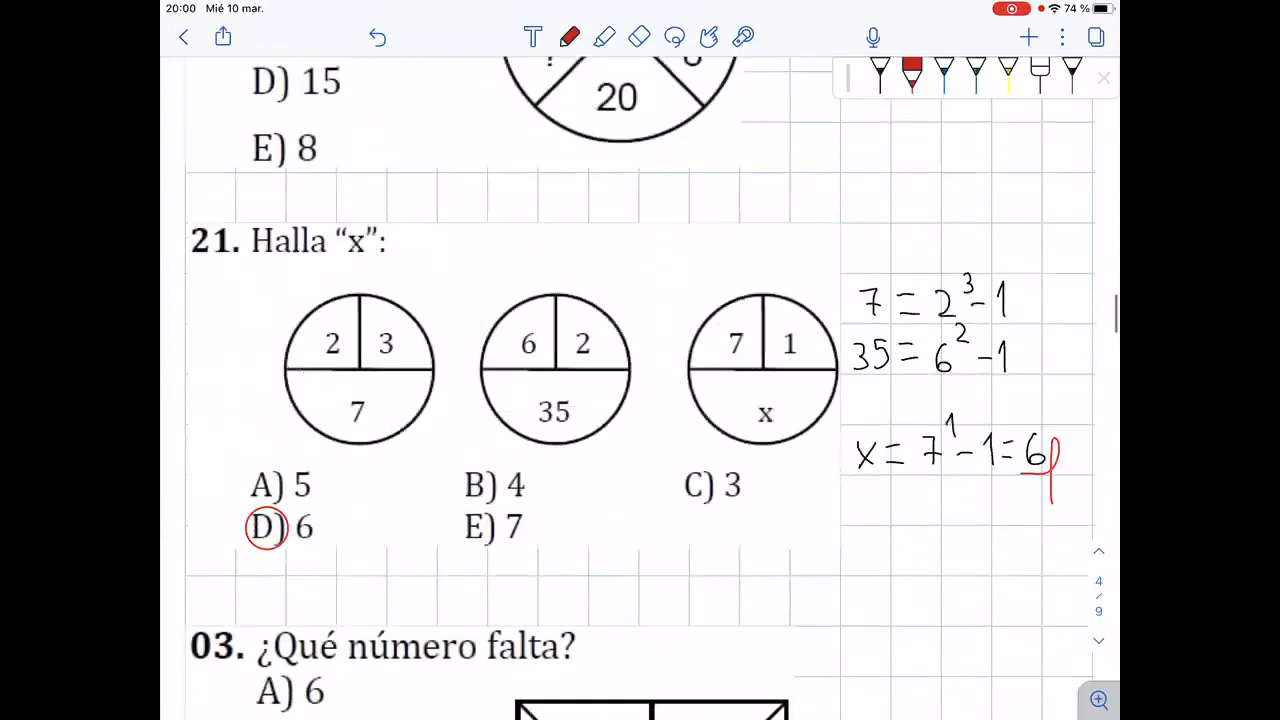 20:00 Mié 10 mar.
74 %
T
D) 15
20
E) 8
21. Halla “x”:
2 3
7
6 2
35
7 1
x
7 = 2³ - 1
35 = 6² - 1
x = 7¹ - 1 = 6
A) 5 B) 4 C) 3
D) 6 E) 7
4
/
9
03. ¿Qué número falta?
A) 6